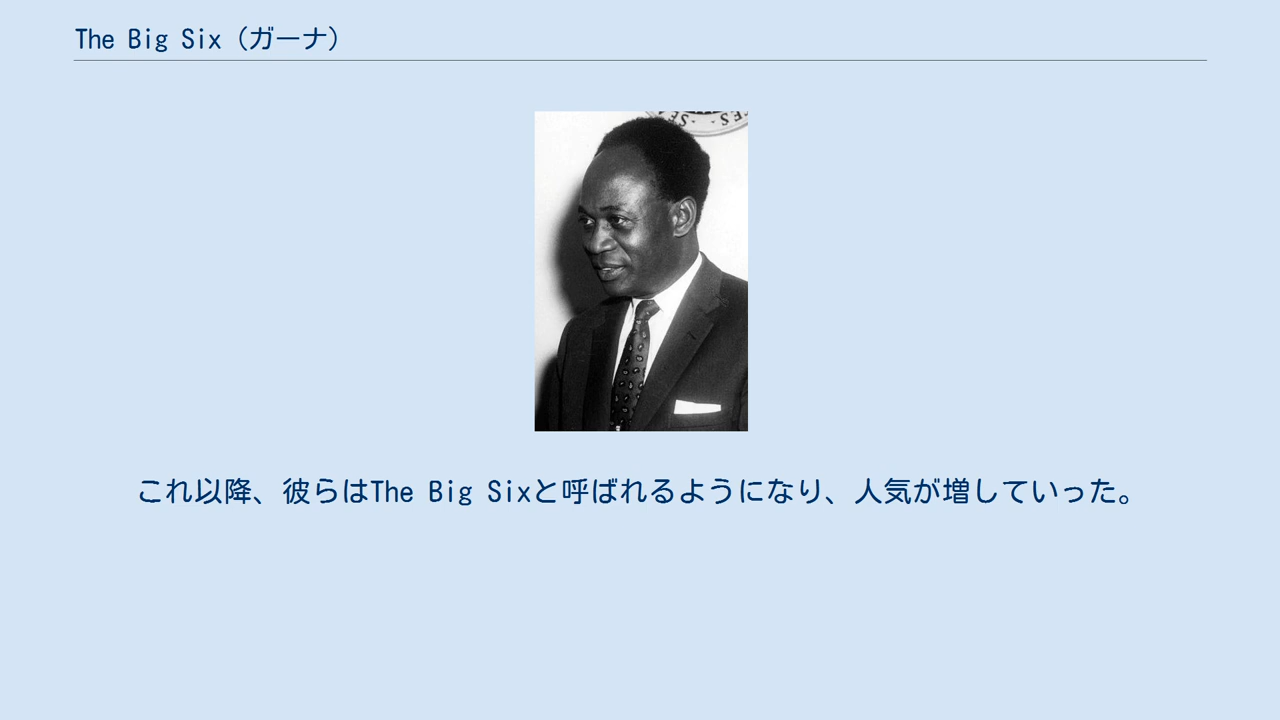 The Big Six（ガーナ）
これ以降、彼らはThe Big Sixと呼ばれるようになり、人気が増していった。